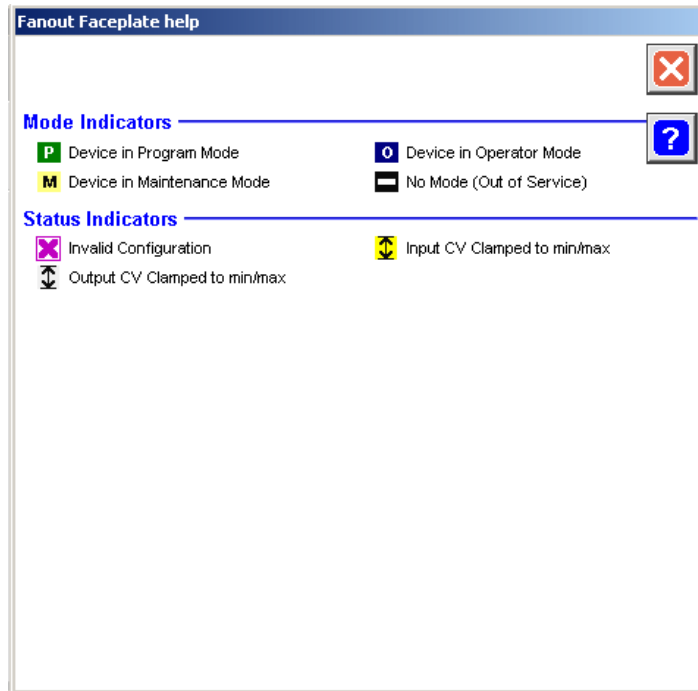 Fanout Faceplate help
Mode Indicators
?
P Device in Program Mode
O Device in Operator Mode
M Device in Maintenance Mode
No Mode (Out of Service)
Status Indicators
Invalid Configuration
Input CV Clamped to min/max
Output CV Clamped to min/max